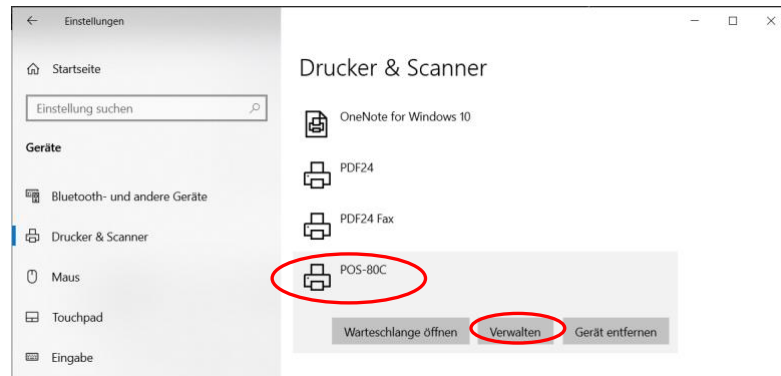 Einstellungen
Startseite
Einstellung suchen
Geräte
Bluetooth- und andere Geräte
Drucker & Scanner
Maus
Touchpad
Eingabe
Drucker & Scanner
OneNote for Windows 10
PDF24
PDF24 Fax
POS-80C
Warteschlange öffnen Verwalten Gerät entfernen